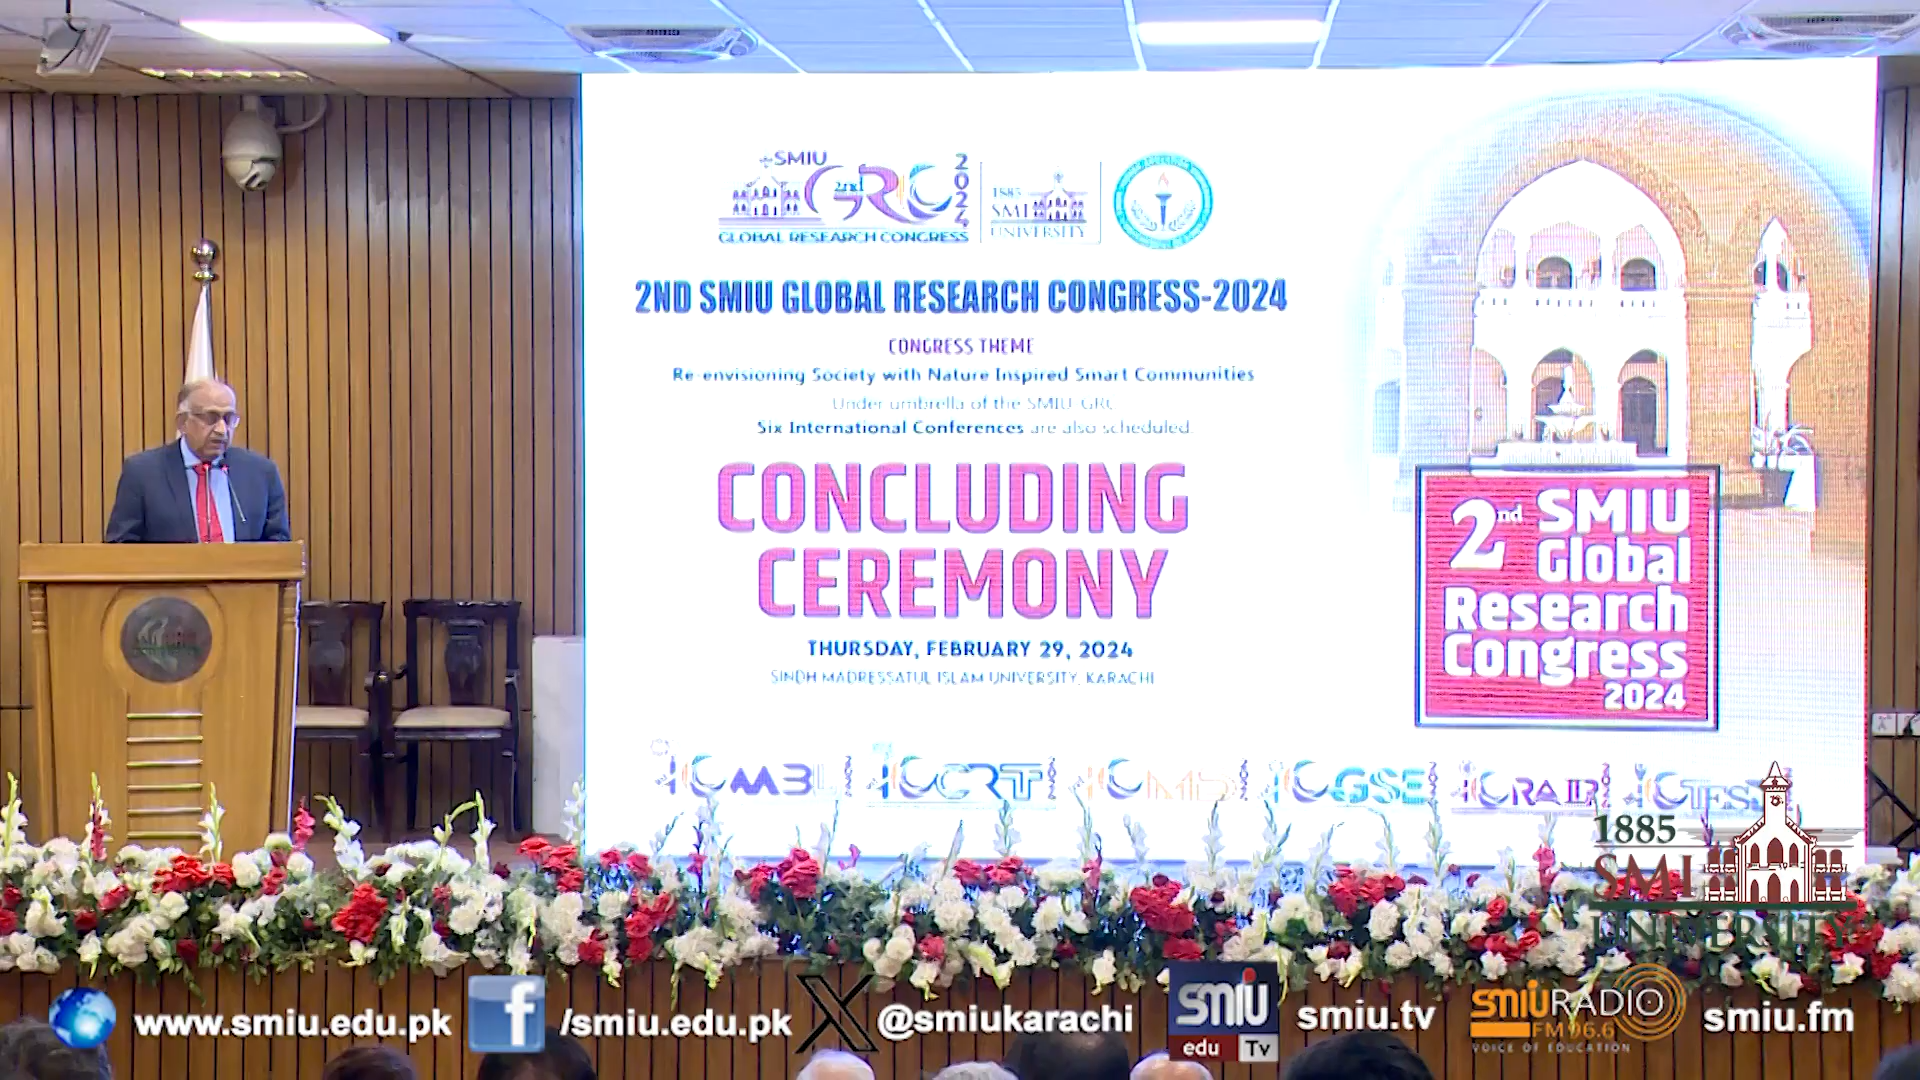 SMIU
2nd GRC 2024
GLOBAL RESEARCH CONGRESS
1885
SMI
UNIVERSITY
2ND SMIU GLOBAL RESEARCH CONGRESS-2024
CONGRESS THEME
Re-envisioning Society with Nature Inspired Smart Communities
Under umbrella of the SMIU-GRC
Six International Conferences are also scheduled.
CONCLUDING
CEREMONY
THURSDAY, FEBRUARY 29, 2024
SINDH MADRESSATUL ISLAM UNIVERSITY, KARACHI
2nd SMIU
Global
Research
Congress
2024
1885
SMI
UNIVERSITY
www.smiu.edu.pk
f /smiu.edu.pk
X @smiukarachi
smiu
edu Tv
smiu.tv
smiu RADIO
FM 96.6
VOICE OF EDUCATION
smiu.fm